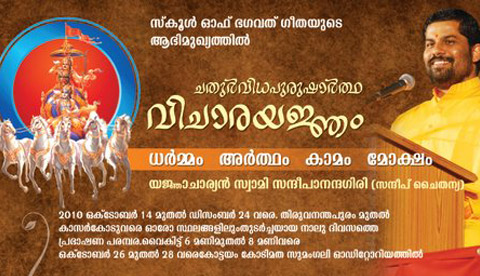 സ്കൂൾ ഓഫ് ഭഗവത് ഗീതയുടെ
ആഭിമുഖ്യത്തിൽ
ചതുർവിധപുരുഷാർത്ഥ
വിചാരയജ്ഞം
ധർമ്മം അർത്ഥം കാമം മോക്ഷം
യജ്ഞാചാര്യൻ സ്വാമി സന്ദീപാനന്ദഗിരി (സന്ദീപ് ചൈതന്യ)
2010 ഒക്ടോബർ 14 മുതൽ ഡിസംബർ 24 വരെ. തിരുവനന്തപുരം മുതൽ
കാസർകോടുവരെ ഓരോ സ്ഥലങ്ങളിലുംതുടർച്ചയായ നാലു ദിവസത്തെ
പ്രഭാഷണ പരമ്പര.വൈകീട്ട് 6 മണിമുതൽ 8 മണിവരെ
ഒക്ടോബർ 26 മുതൽ 28 വരെകോട്ടയം കോടിമത സുമംഗലി ഓഡിറ്റോറിയത്തിൽ